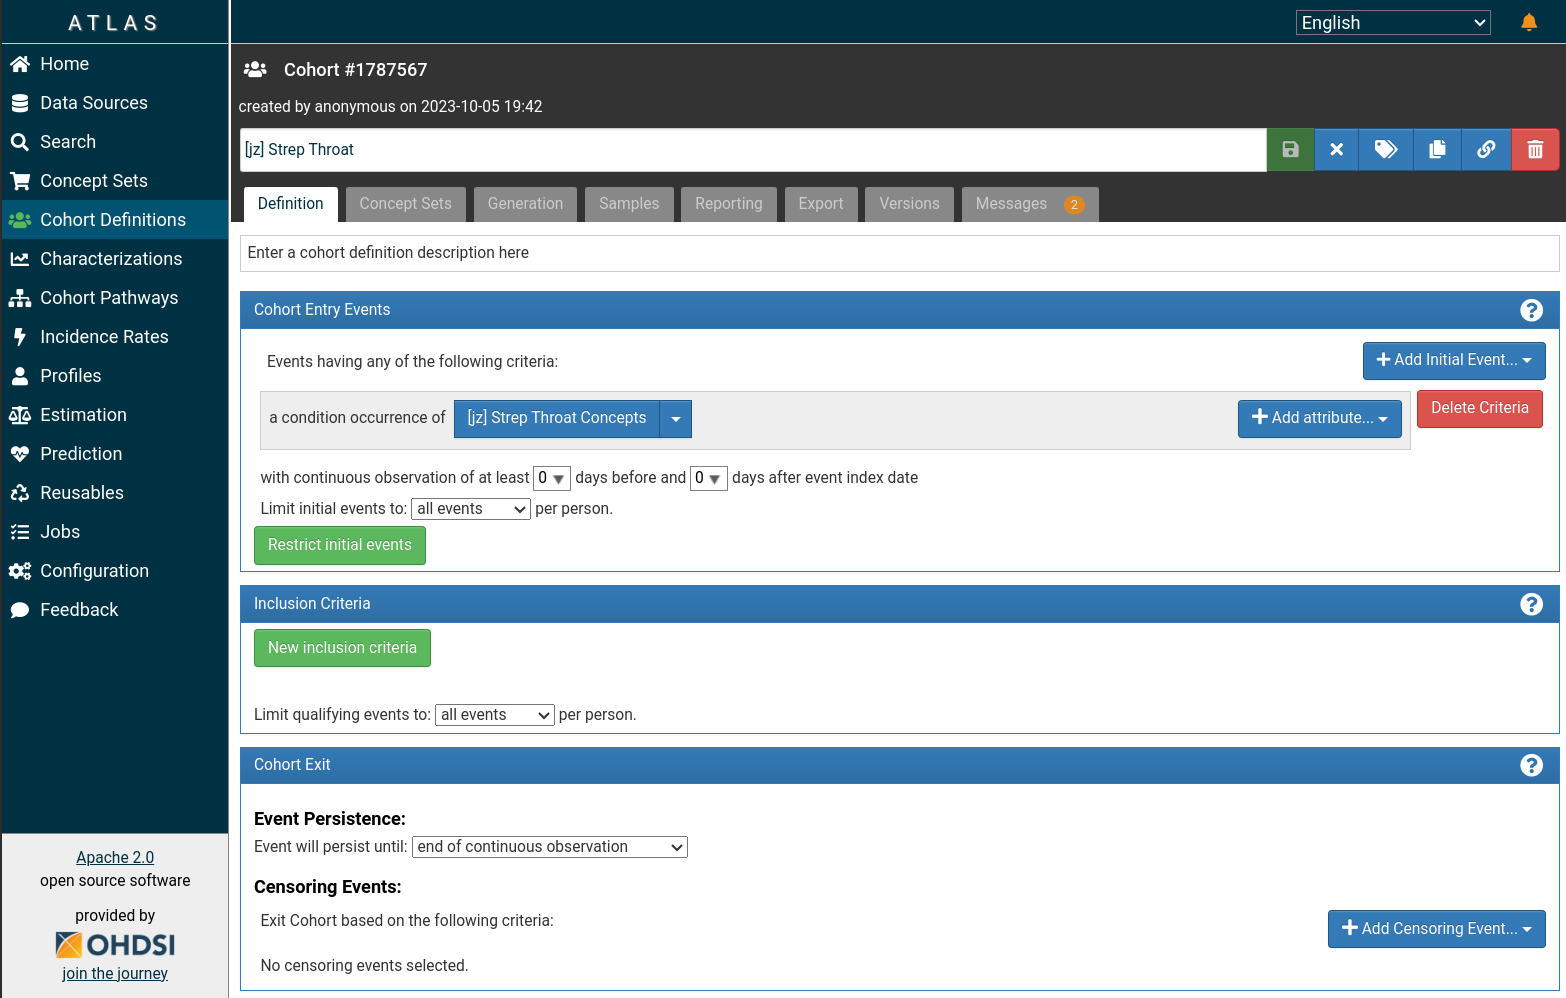 ATLAS
English
Home
Data Sources
Search
Concept Sets
Cohort Definitions
Characterizations
Cohort Pathways
Incidence Rates
Profiles
Estimation
Prediction
Reusables
Jobs
Configuration
Feedback
Apache 2.0
open source software
provided by
OHDSI
join the journey
Cohort #1787567
created by anonymous on 2023-10-05 19:42
[jz] Strep Throat
Definition Concept Sets Generation Samples Reporting Export Versions Messages 2
Enter a cohort definition description here
Cohort Entry Events ?
Events having any of the following criteria: Add Initial Event...
a condition occurrence of [jz] Strep Throat Concepts Add attribute... Delete Criteria
with continuous observation of at least 0 days before and 0 days after event index date
Limit initial events to: all events per person.
Restrict initial events
Inclusion Criteria ?
New inclusion criteria
Limit qualifying events to: all events per person.
Cohort Exit ?
Event Persistence:
Event will persist until: end of continuous observation
Censoring Events:
Exit Cohort based on the following criteria: Add Censoring Event...
No censoring events selected.